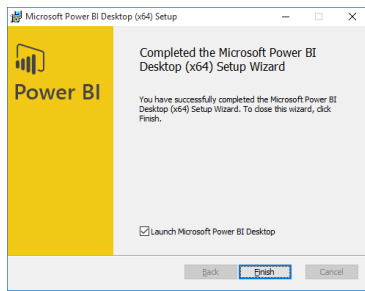 Microsoft Power BI Desktop (x64) Setup
Power BI
Completed the Microsoft Power BI
Desktop (x64) Setup Wizard
You have successfully completed the Microsoft Power BI
Desktop (x64) Setup Wizard. To close this wizard, click
Finish.
Launch Microsoft Power BI Desktop
Back Finish Cancel